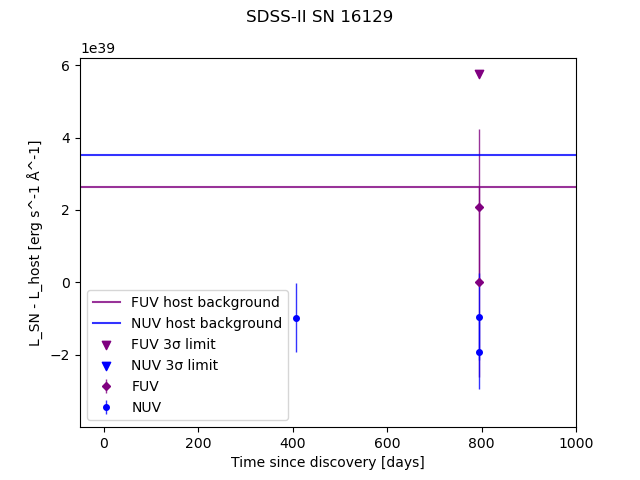 SDSS-II SN 16129
1e39
6
4
2
0
−2
L_SN - L_host [erg s^-1 Å^-1]
FUV host background
NUV host background
FUV 3σ limit
NUV 3σ limit
FUV
NUV
0 200 400 600 800 1000
Time since discovery [days]